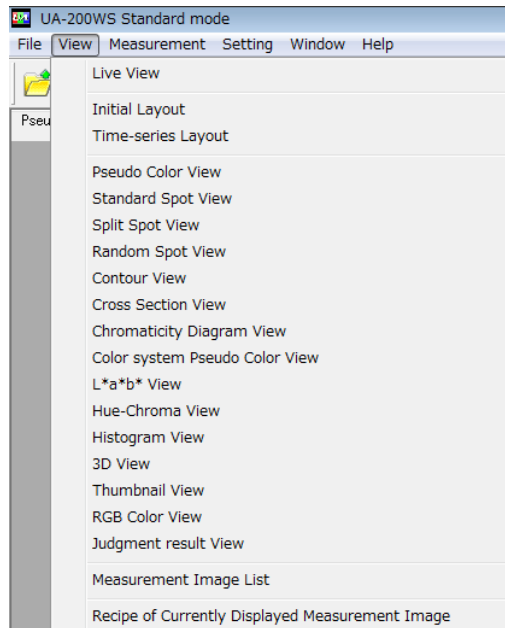 UA-200WS Standard mode
File View Measurement Setting Window Help
Live View
Initial Layout
Pseu
Time-series Layout
Pseudo Color View
Standard Spot View
Split Spot View
Random Spot View
Contour View
Cross Section View
Chromaticity Diagram View
Color system Pseudo Color View
L*a*b* View
Hue-Chroma View
Histogram View
3D View
Thumbnail View
RGB Color View
Judgment result View
Measurement Image List
Recipe of Currently Displayed Measurement Image